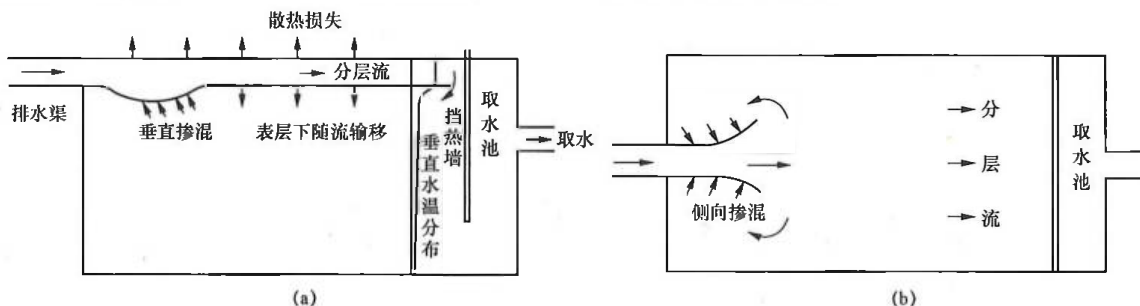 散热损失
分层流
排水渠
垂直掺混
表层下随流输移
垂直水温分布
挡热墙
取水池
取水
(a)
分
层
流
侧向掺混
取水池
(b)